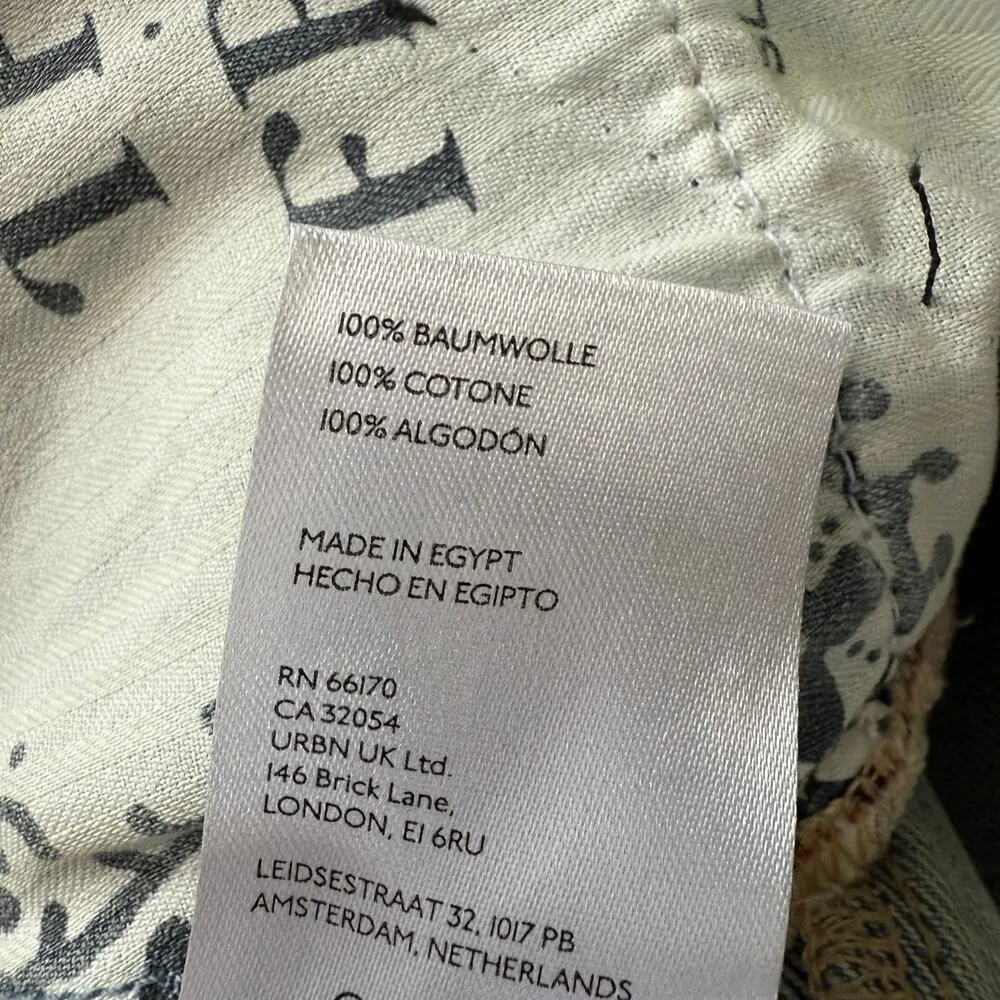 100% BAUMWOLLE
100% COTONE
100% ALGODÓN
MADE IN EGYPT
HECHO EN EGIPTO
RN 66170
CA 32054
URBN UK Ltd.
146 Brick Lane,
LONDON, E1 6RU
LEIDSESTRAAT 32, 1017 PB
AMSTERDAM, NETHERLANDS